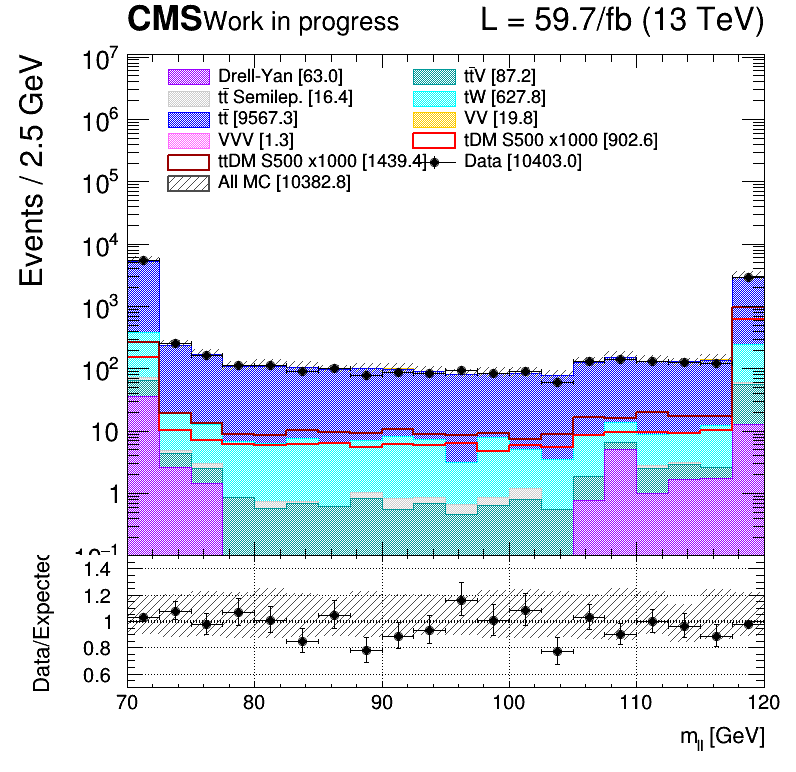 CMS Work in progress L = 59.7/fb (13 TeV)
Events / 2.5 GeV
10⁷
10⁶
10⁵
10⁴
10³
10²
10
1
10⁻¹
Drell-Yan [63.0]
tt̄V [87.2]
tt̄ Semilep. [16.4]
tW [627.8]
tt̄ [9567.3]
VV [19.8]
VVV [1.3]
tDM S500 x1000 [902.6]
ttDM S500 x1000 [1439.4]
Data [10403.0]
All MC [10382.8]
Data/Expected
1.4
1.2
1
0.8
0.6
70 80 90 100 110 120
m_ll [GeV]